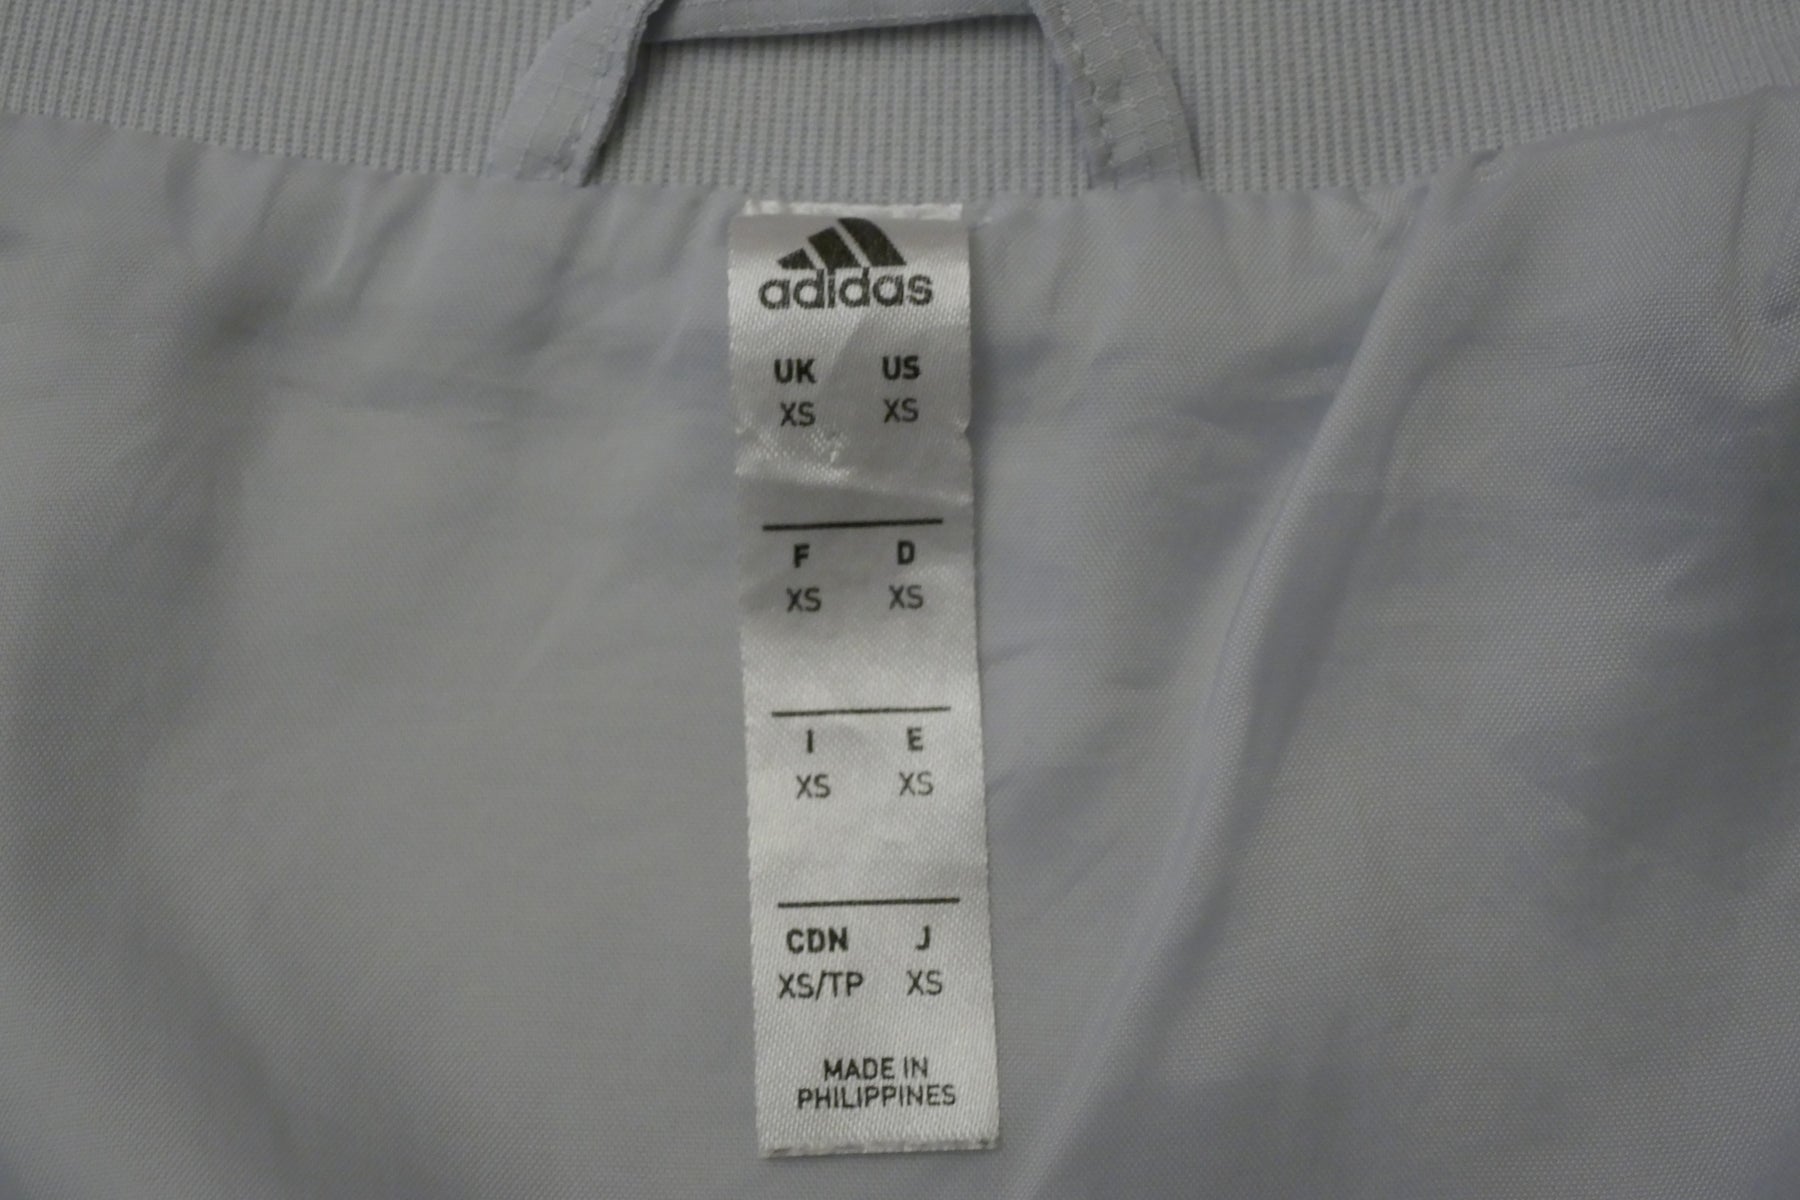 adidas
UK US
XS XS
F D
XS XS
I E
XS XS
CDN J
XS/TP XS
MADE IN
PHILIPPINES